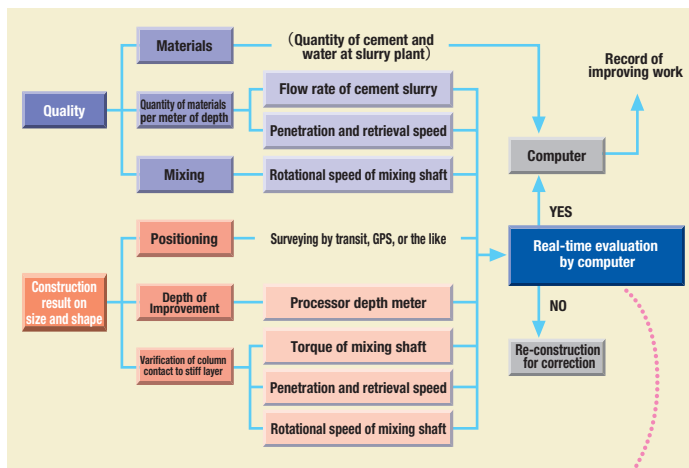 Materials
（Quantity of cement and
water at slurry plant）
Record of
improving work
Quality
Quantity of materials
per meter of depth
Flow rate of cement slurry
Penetration and retrieval speed
Computer
Mixing
Rotational speed of mixing shaft
YES
Positioning
Surveying by transit, GPS, or the like
Real-time evaluation
by computer
Construction
result on
size and shape
Depth of
Improvement
Processor depth meter
NO
Varification of column
contact to stiff layer
Torque of mixing shaft
Re-construction
for correction
Penetration and retrieval speed
Rotational speed of mixing shaft